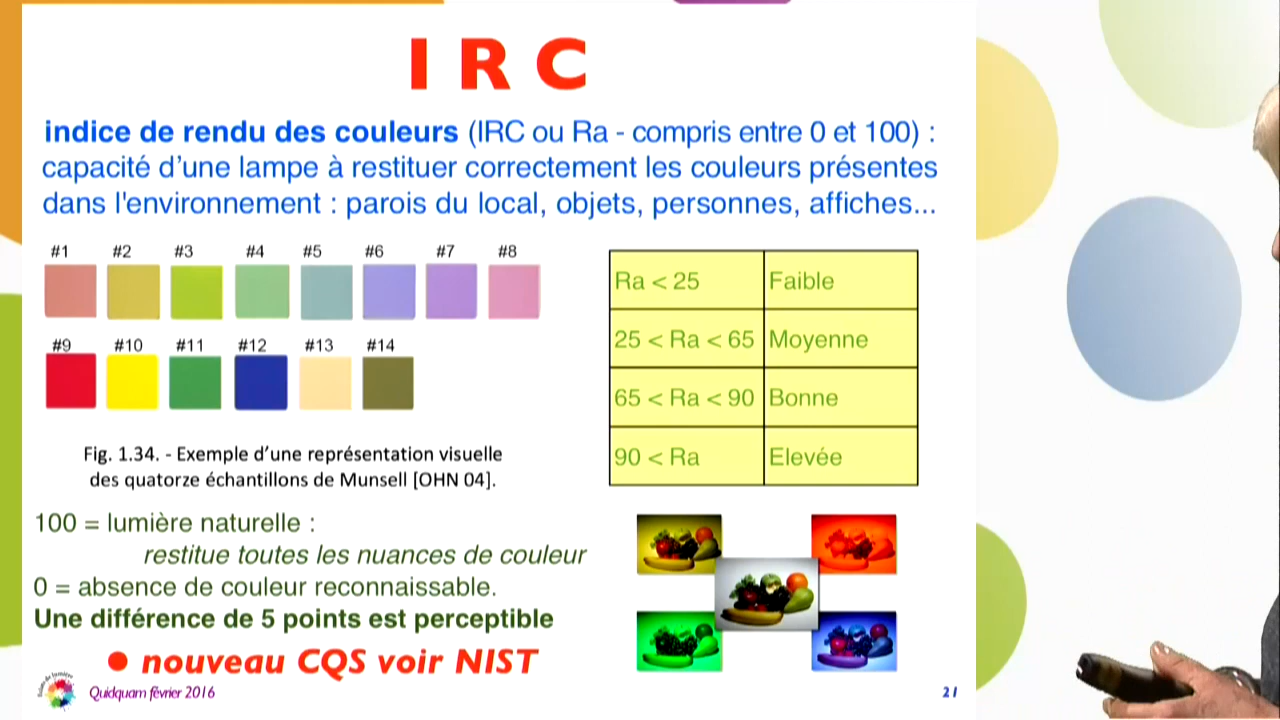 I R C
indice de rendu des couleurs (IRC ou Ra - compris entre 0 et 100) :
capacité d'une lampe à restituer correctement les couleurs présentes
dans l'environnement : parois du local, objets, personnes, affiches...
#1 #2 #3 #4 #5 #6 #7 #8
#9 #10 #11 #12 #13 #14
Fig. 1.34. - Exemple d'une représentation visuelle
des quatorze échantillons de Munsell [OHN 04].
Ra < 25 Faible
25 < Ra < 65 Moyenne
65 < Ra < 90 Bonne
90 < Ra Elevée
100 = lumière naturelle :
restitue toutes les nuances de couleur
0 = absence de couleur reconnaissable.
Une différence de 5 points est perceptible
• nouveau CQS voir NIST
Quidquam février 2016
21